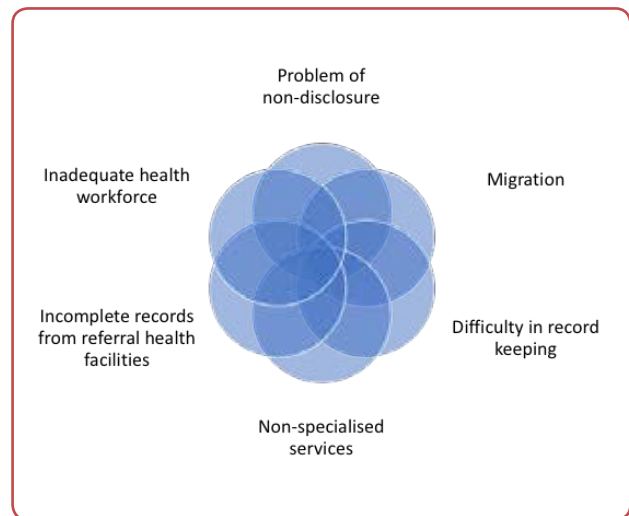 Problem of
non-disclosure
Inadequate health
workforce
Migration
Incomplete records
from referral health
facilities
Difficulty in record
keeping
Non-specialised
services